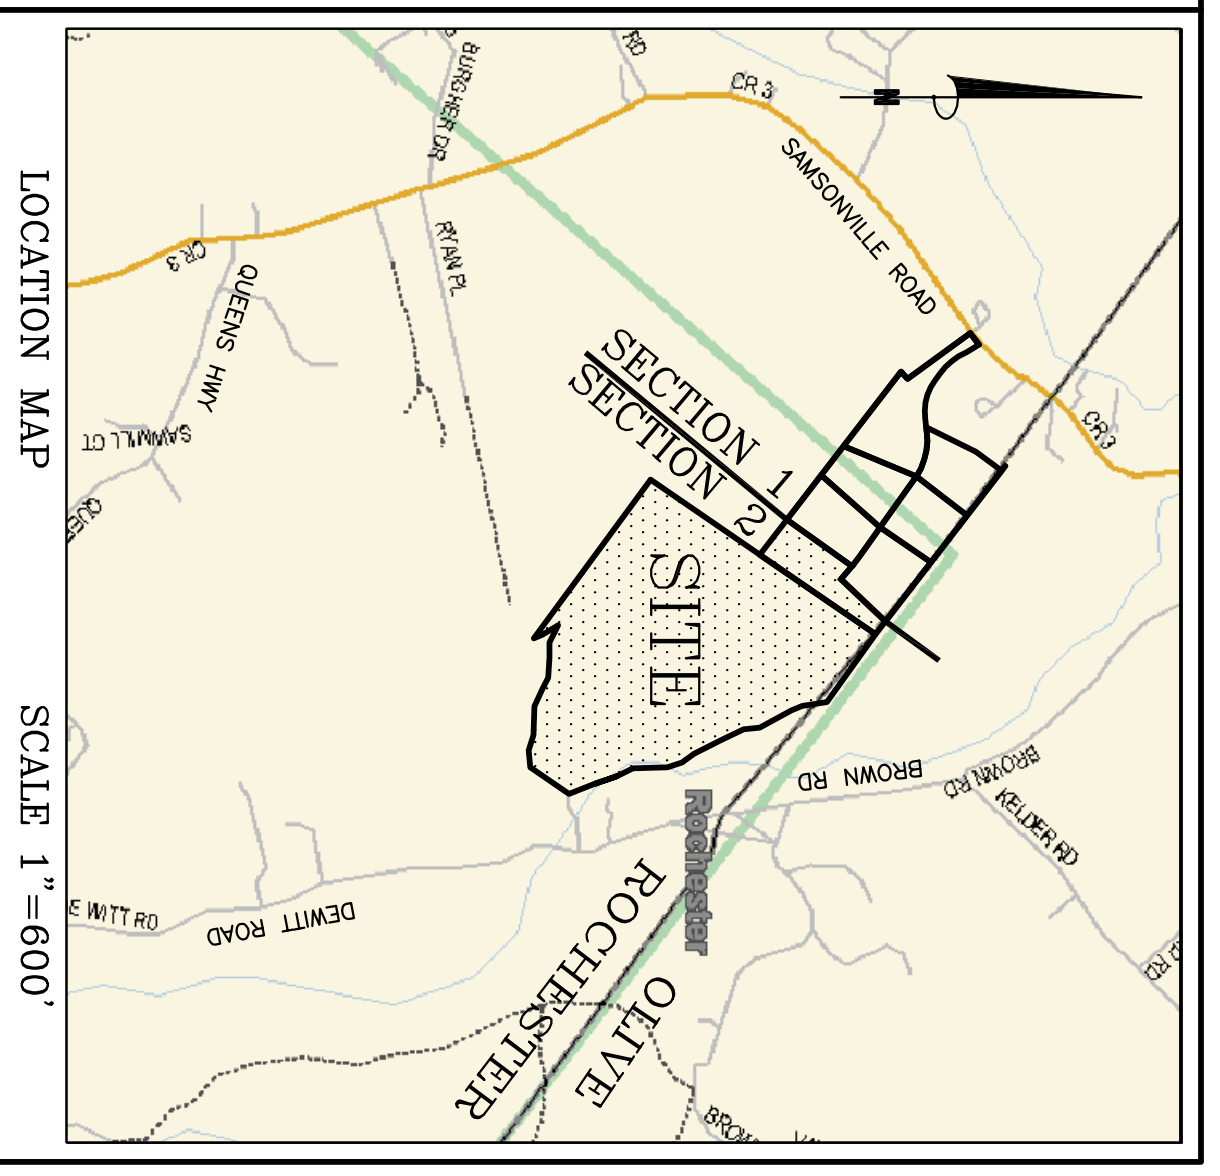 RD
CR 3
BURGHER DR
N
SAMSONVILLE ROAD
RYAN PL
CR 3
QUEENS HWY
SAWMILL CT
QUE
CR 3
SECTION 1
SECTION 2
SITE
BROWN RD
BROWN RD
KELDER RD
Rochester
ROCHESTER
OLIVE
E WITT RD
DEWITT ROAD
D RD
BROW
LOCATION MAP
SCALE 1"=600'